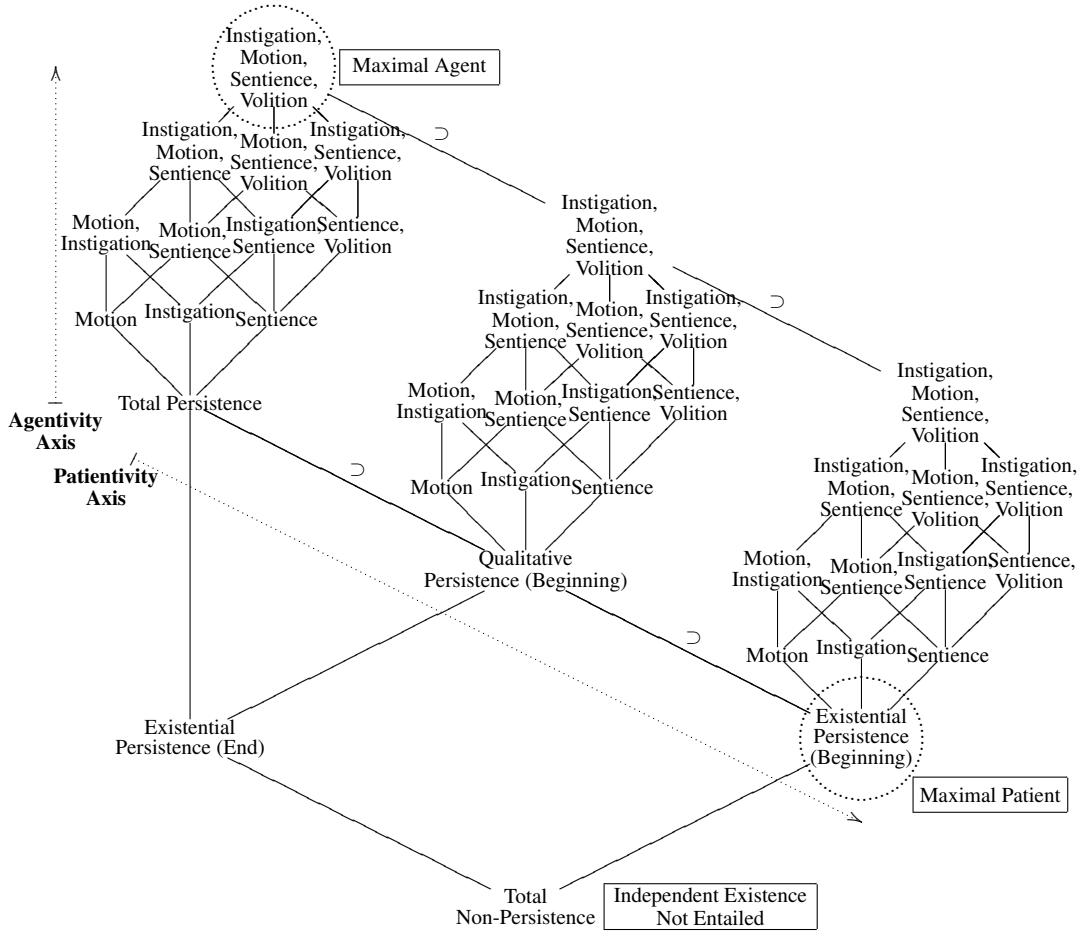 Instigation,
Motion,
Sentience,
Volition
Maximal Agent
Instigation,
Motion,
Sentience
Motion,
Sentience,
Volition
Instigation,
Sentience,
Volition
⊃
Motion,
Instigation
Motion,
Sentience
Instigation,
Sentience
Sentience,
Volition
Motion
Instigation
Sentience
Total Persistence
Agentivity
Axis
Patientivity
Axis
⊃
Instigation,
Motion,
Sentience,
Volition
Instigation,
Motion,
Sentience
Motion,
Sentience,
Volition
Instigation,
Sentience,
Volition
⊃
Motion,
Instigation
Motion,
Sentience
Instigation,
Sentience
Sentience,
Volition
Motion
Instigation
Sentience
Qualitative
Persistence (Beginning)
⊃
Instigation,
Motion,
Sentience,
Volition
Instigation,
Motion,
Sentience
Motion,
Sentience,
Volition
Instigation,
Sentience,
Volition
Motion,
Instigation
Motion,
Sentience
Instigation,
Sentience
Sentience,
Volition
Motion
Instigation
Sentience
Existential
Persistence (End)
Existential
Persistence
(Beginning)
Maximal Patient
Total
Non-Persistence
Independent Existence
Not Entailed